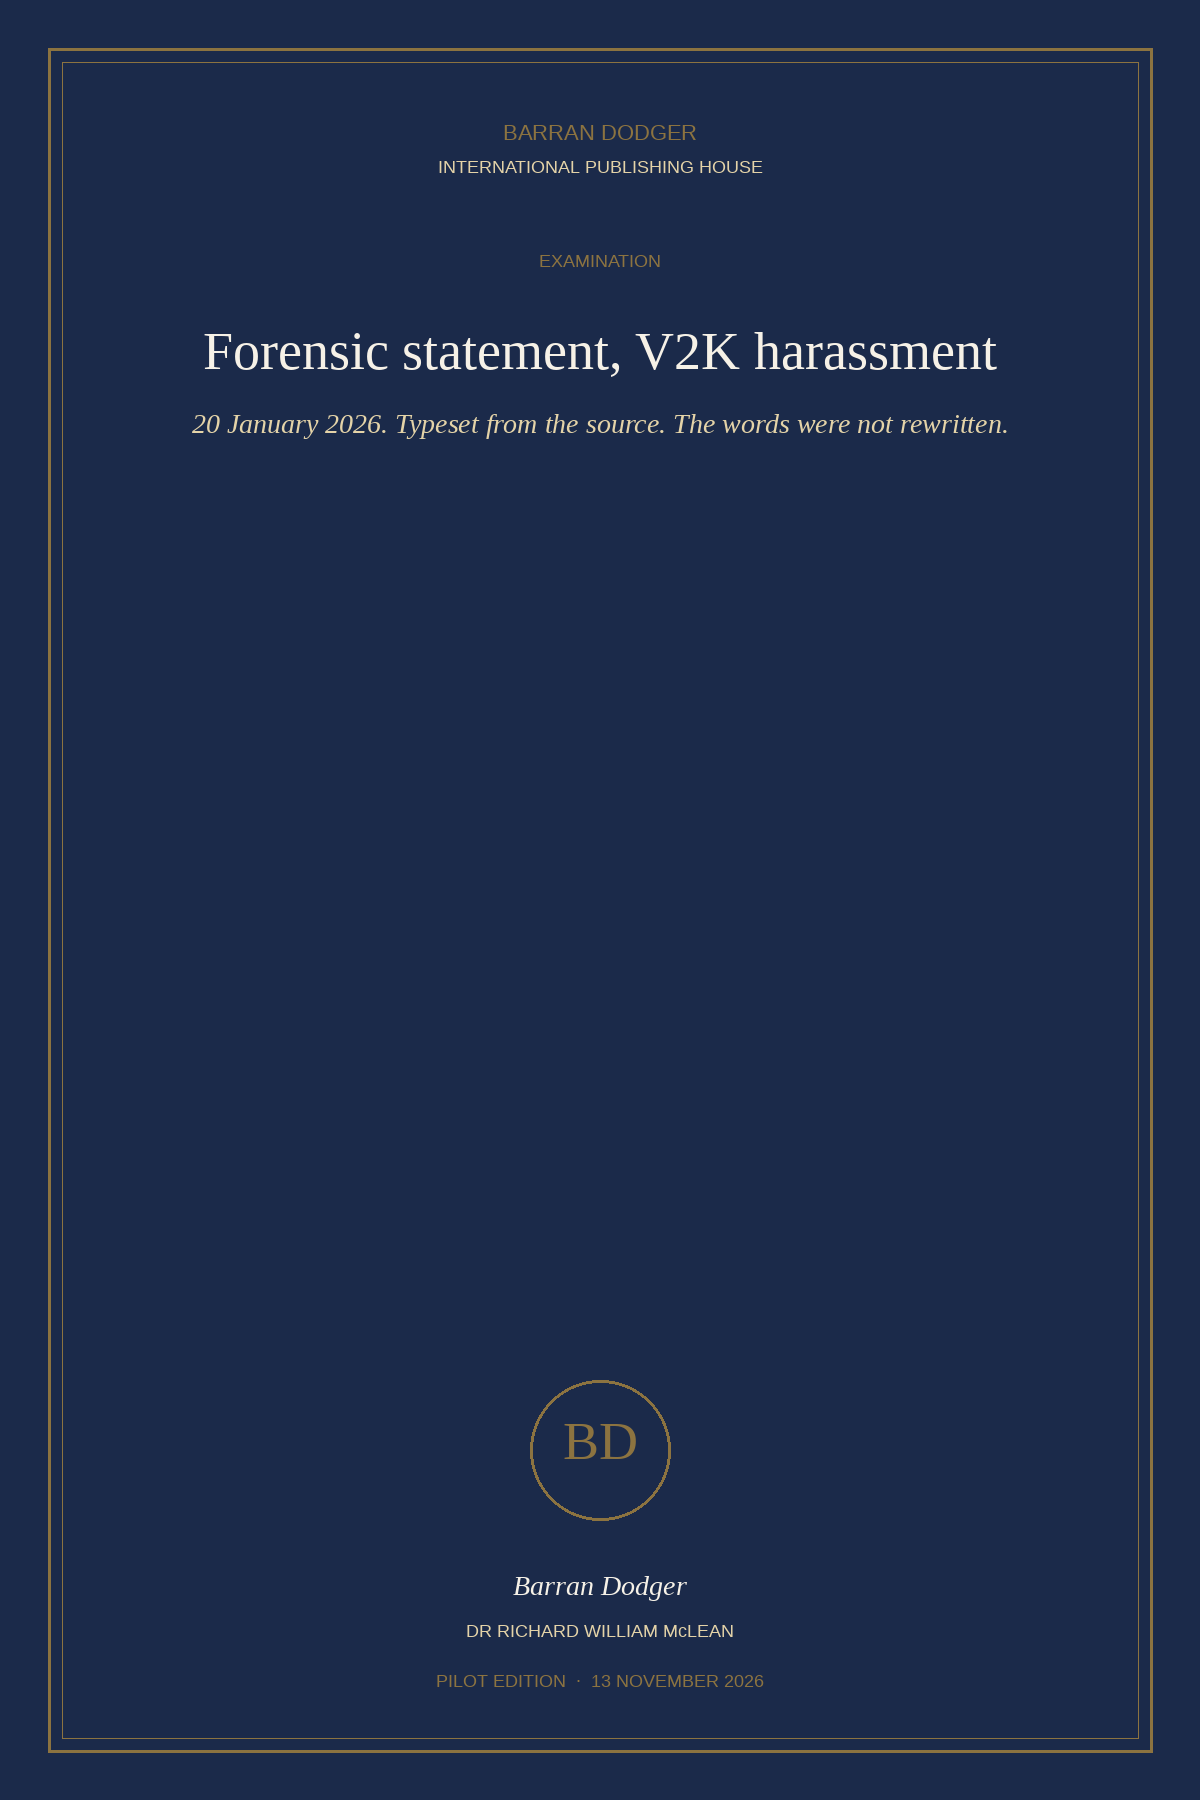 BARRAN DODGER
INTERNATIONAL PUBLISHING HOUSE
EXAMINATION
Forensic statement, V2K harassment
20 January 2026. Typeset from the source. The words were not rewritten.
BD
Barran Dodger
DR RICHARD WILLIAM McLEAN
PILOT EDITION · 13 NOVEMBER 2026